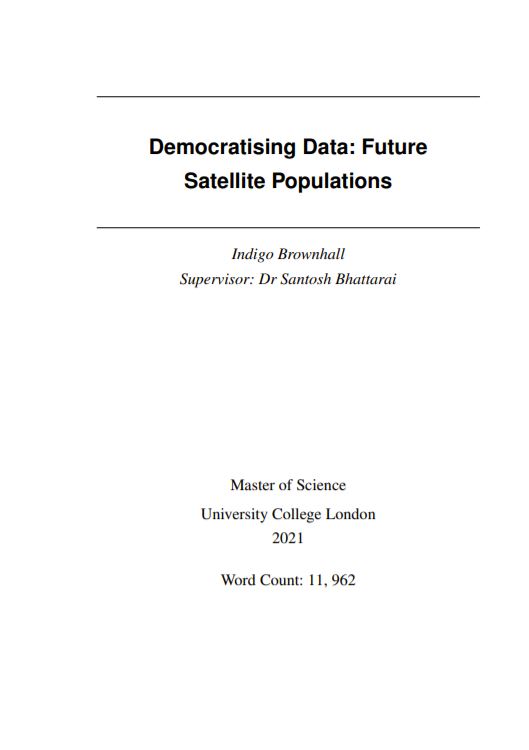 Democratising Data: Future
Satellite Populations
Indigo Brownhall
Supervisor: Dr Santosh Bhattarai
Master of Science
University College London
2021
Word Count: 11, 962